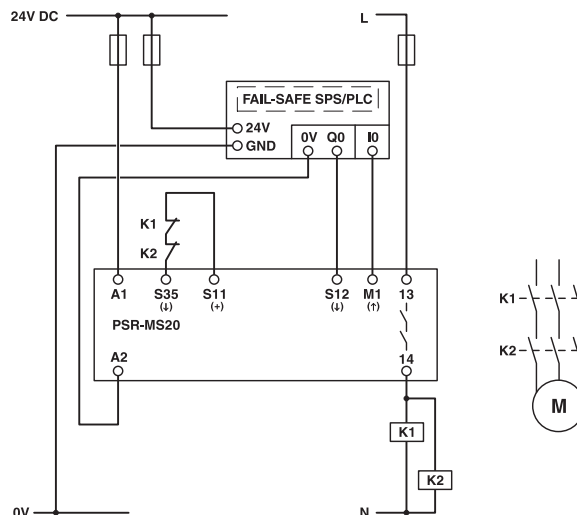 24V DC
L
FAIL-SAFE SPS/PLC
24V
GND
0V Q0 I0
K1
K2
A1 S35 S11 S12 M1 13
(↓) (+) (↓) (↑)
PSR-MS20
A2
14
K1
K2
K1
K2
M
0V
N